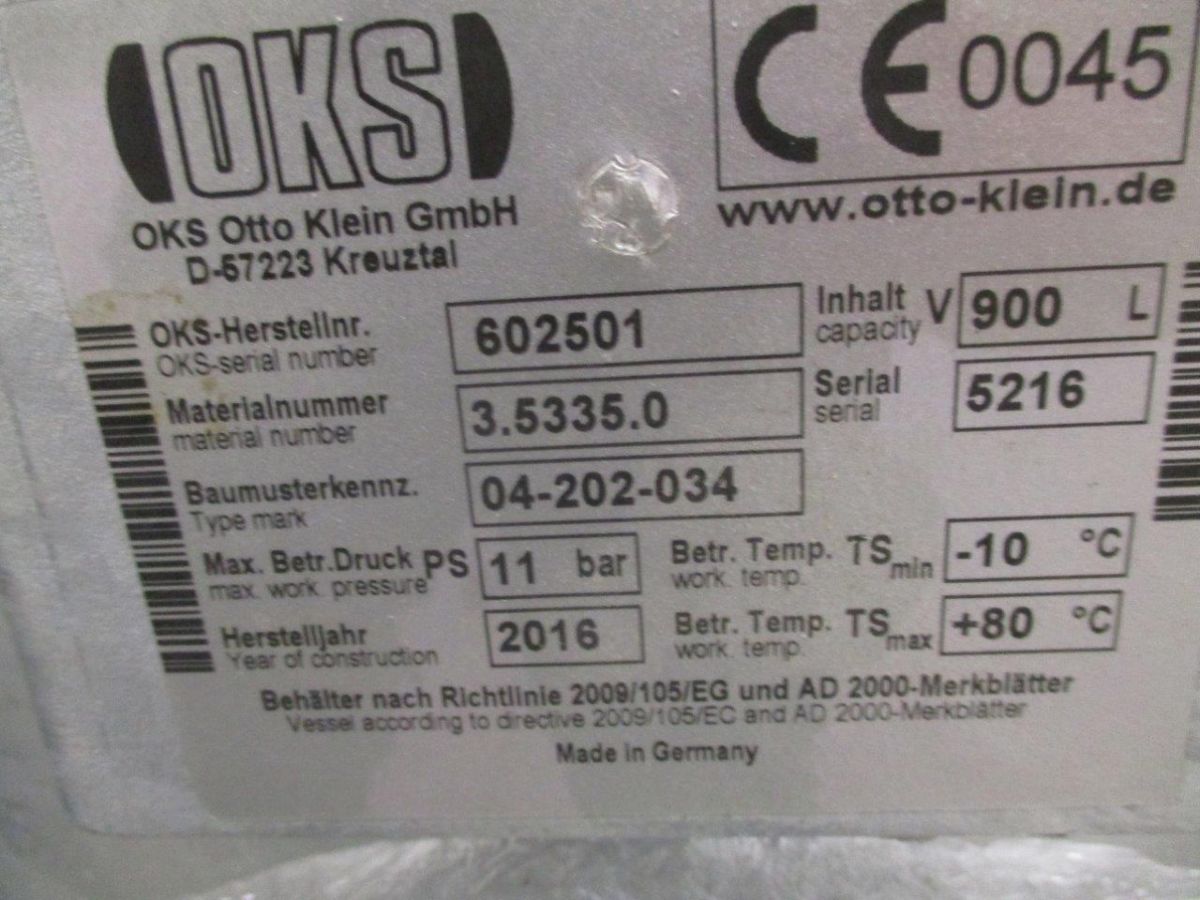 OKS
CE 0045
OKS Otto Klein GmbH
D-57223 Kreuztal
www.otto-klein.de
OKS-Herstellnr.
OKS-serial number
602501
Inhalt
capacity
V 900 L
Materialnummer
material number
3.5335.0
Serial
serial
5216
Baumusterkennz.
Type mark
04-202-034
Max. Betr.Druck PS
max. work. pressure
11 bar
Betr. Temp. TSmin
work. temp.
-10 °C
Herstelljahr
Year of construction
2016
Betr. Temp. TSmax
work. temp.
+80 °C
Behälter nach Richtlinie 2009/105/EG und AD 2000-Merkblätter
Vessel according to directive 2009/105/EC and AD 2000-Merkblätter
Made in Germany